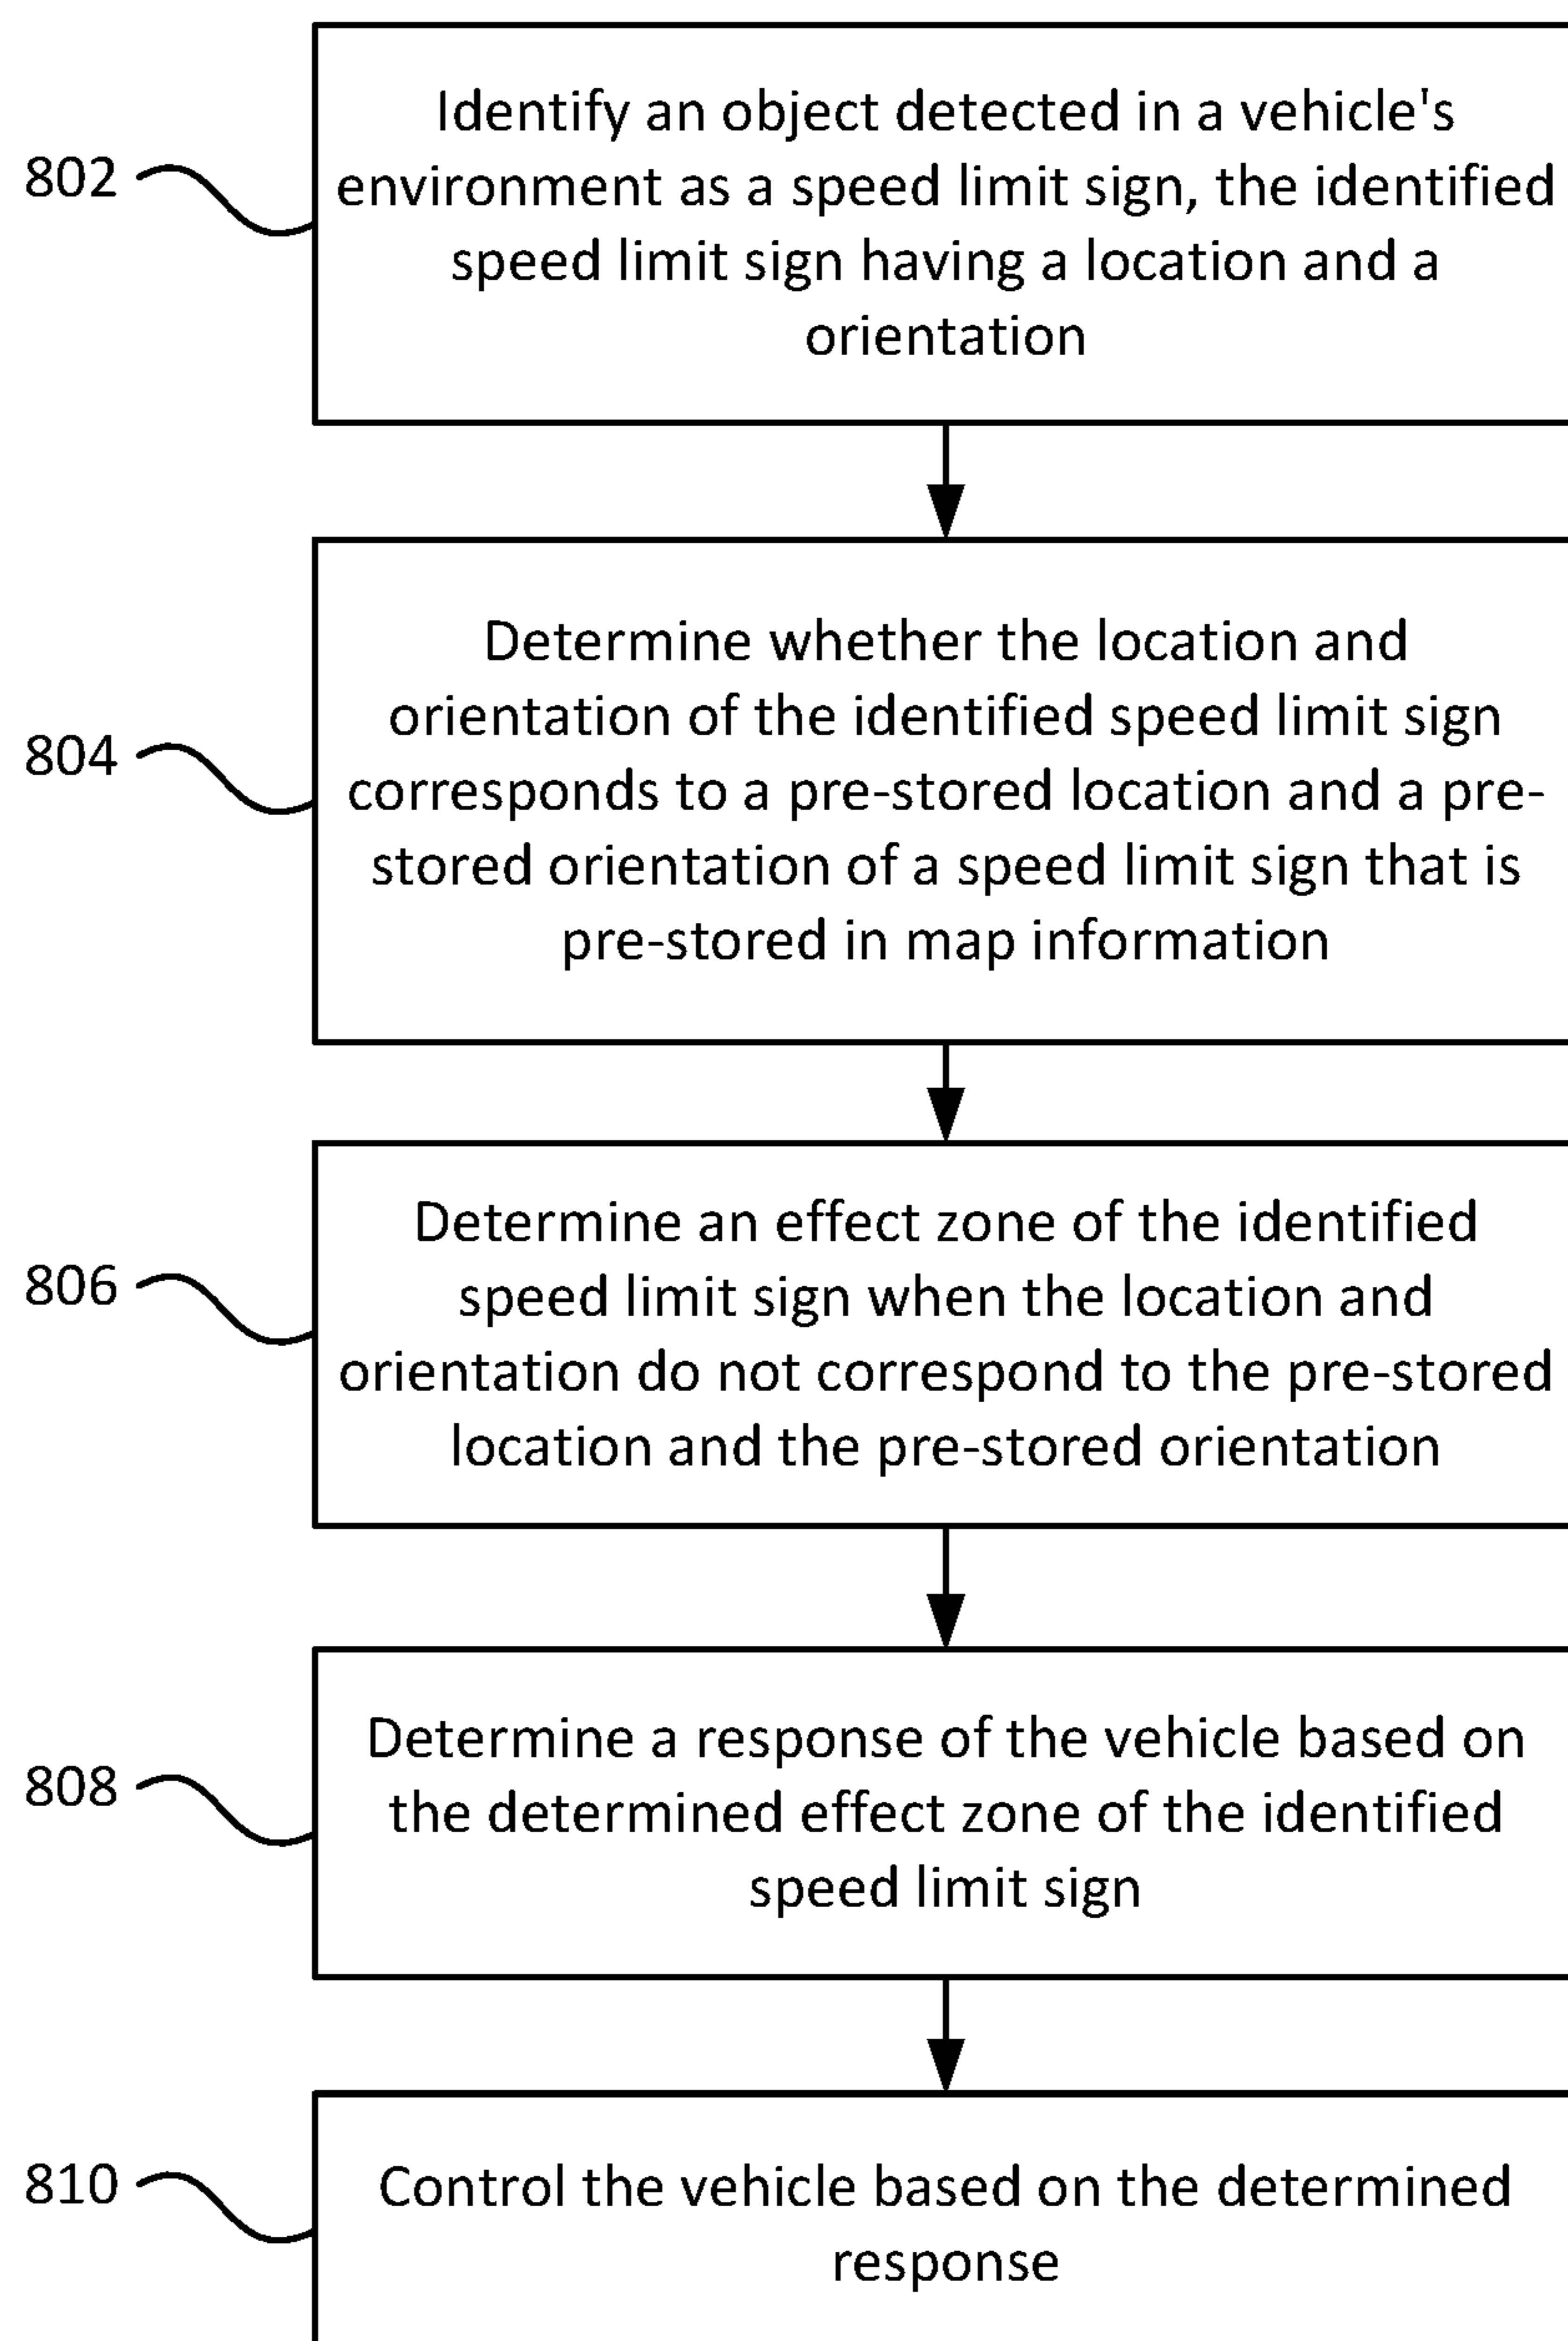 802
Identify an object detected in a vehicle's
environment as a speed limit sign, the identified
speed limit sign having a location and a
orientation
804
Determine whether the location and
orientation of the identified speed limit sign
corresponds to a pre-stored location and a pre-
stored orientation of a speed limit sign that is
pre-stored in map information
806
Determine an effect zone of the identified
speed limit sign when the location and
orientation do not correspond to the pre-stored
location and the pre-stored orientation
808
Determine a response of the vehicle based on
the determined effect zone of the identified
speed limit sign
810
Control the vehicle based on the determined
response